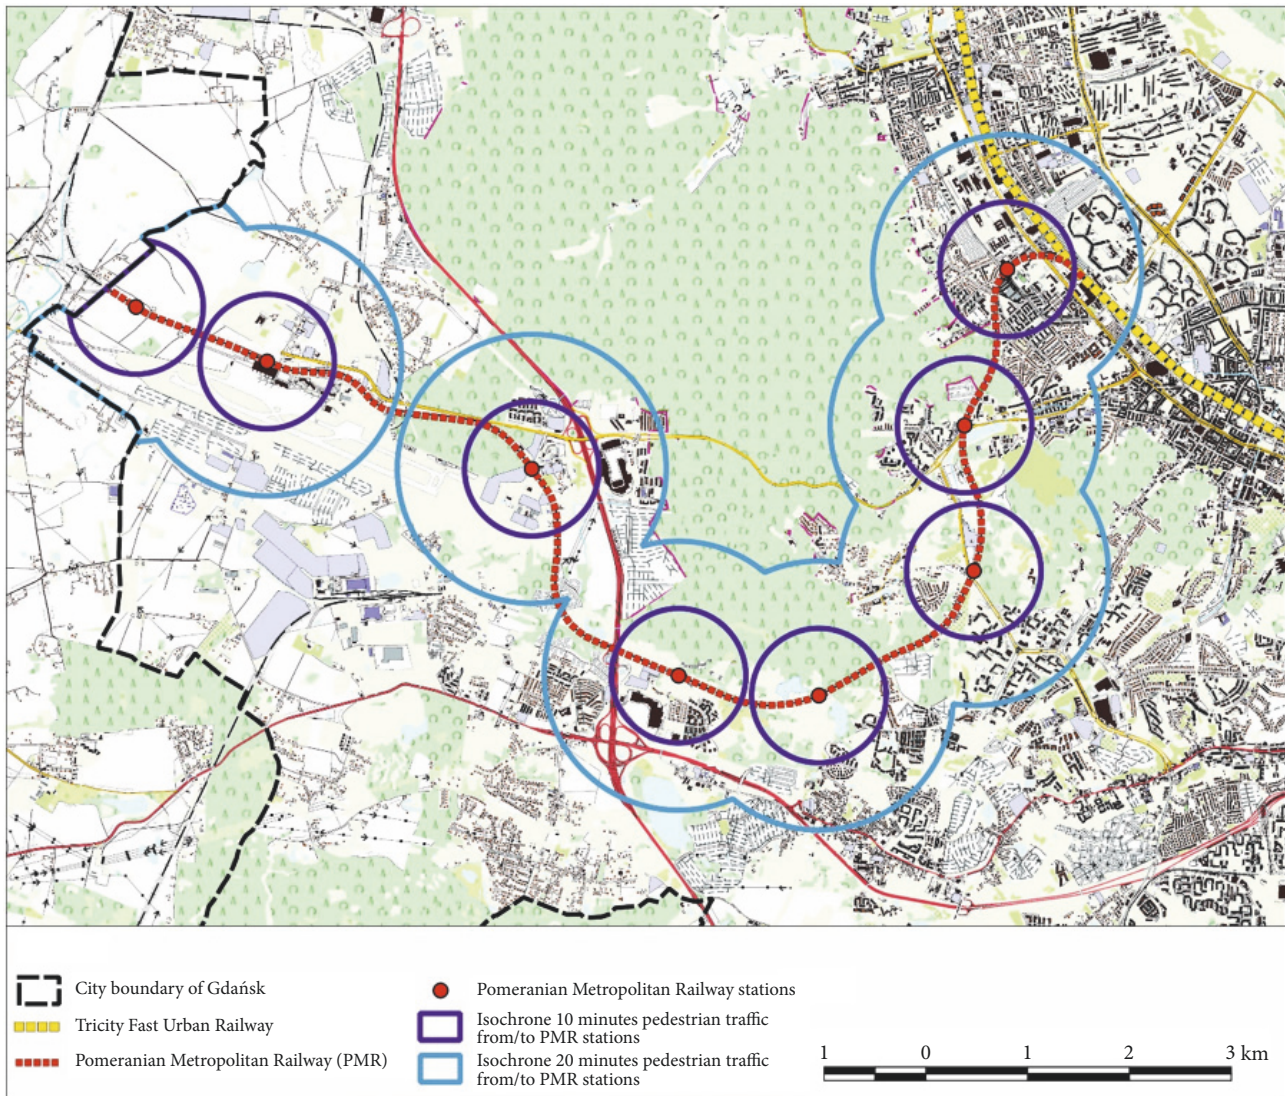 City boundary of Gdańsk
Tricity Fast Urban Railway
Pomeranian Metropolitan Railway (PMR)
Pomeranian Metropolitan Railway stations
Isochrone 10 minutes pedestrian traffic
from/to PMR stations
Isochrone 20 minutes pedestrian traffic
from/to PMR stations
1 0 1 2 3 km